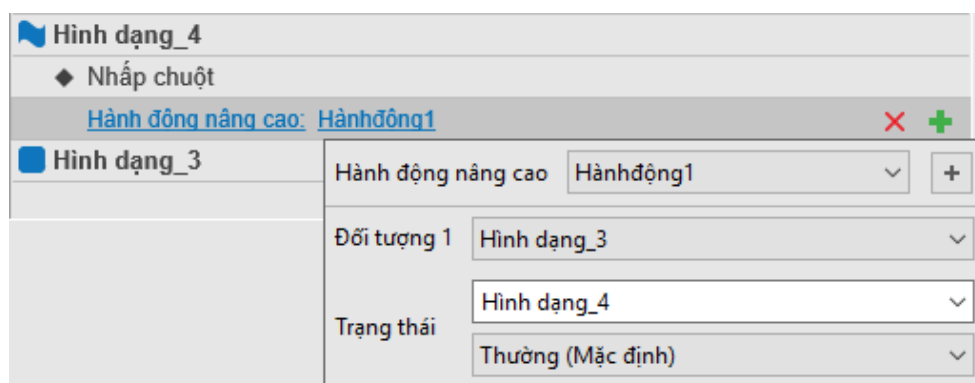 Hình dạng_4
Nhấp chuột
Hành động nâng cao: Hànhđộng1
Hình dạng_3
Hành động nâng cao Hànhđộng1
Đối tượng 1 Hình dạng_3
Hình dạng_4
Trạng thái
Thường (Mặc định)